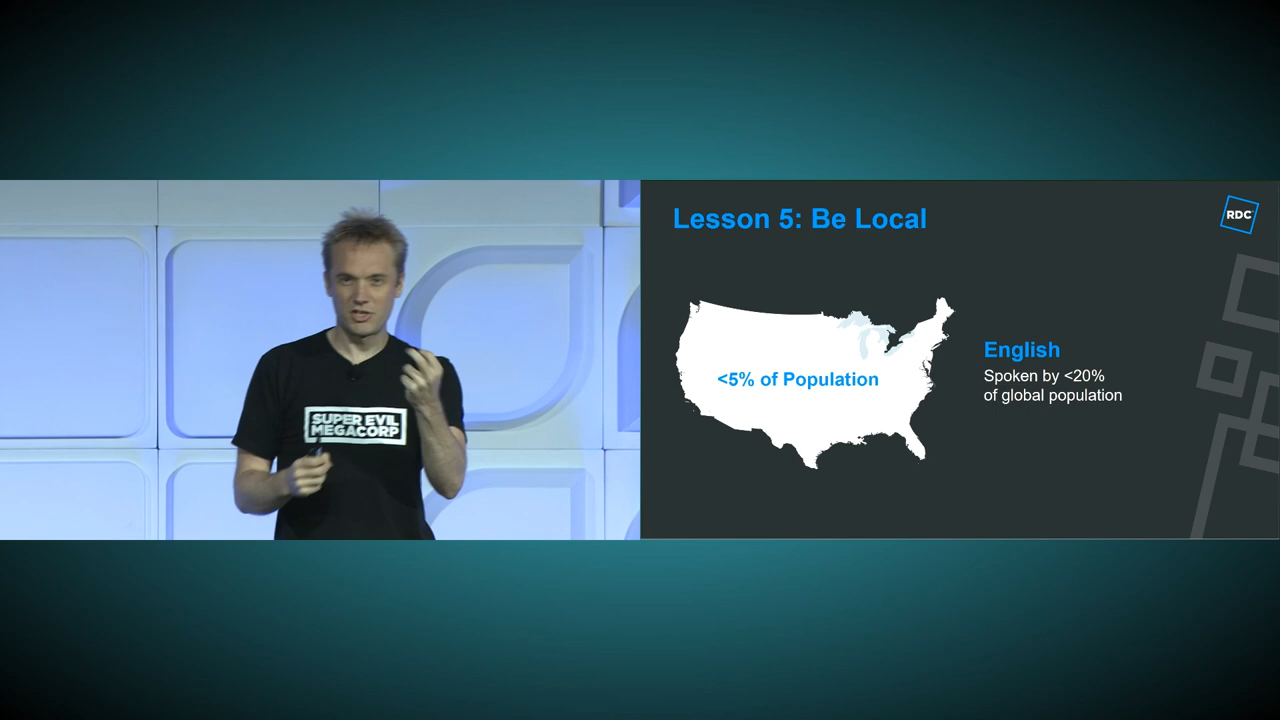 SUPER EVIL
MEGACORP
Lesson 5: Be Local
RDC
<5% of Population
English
Spoken by <20%
of global population